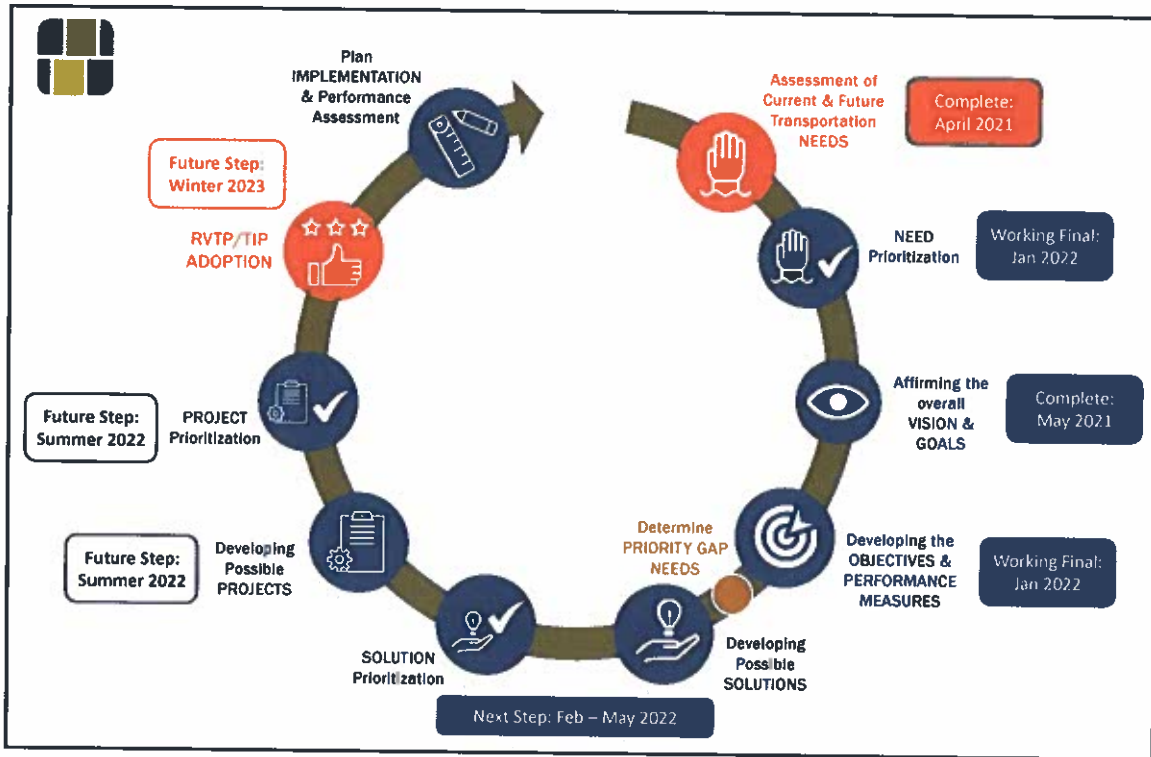 Plan
IMPLEMENTATION
& Performance
Assessment
Assessment of
Current & Future
Transportation
NEEDS
Complete:
April 2021
NEED
Prioritization
Working Final:
Jan 2022
Affirming the
overall
VISION &
GOALS
Complete:
May 2021
Developing the
OBJECTIVES &
PERFORMANCE
MEASURES
Working Final:
Jan 2022
Determine
PRIORITY GAP
NEEDS
Developing
Possible
SOLUTIONS
SOLUTION
Prioritization
Next Step: Feb – May 2022
Developing
Possible
PROJECTS
Future Step:
Summer 2022
PROJECT
Prioritization
Future Step:
Summer 2022
RVTP/TIP
ADOPTION
Future Step:
Winter 2023